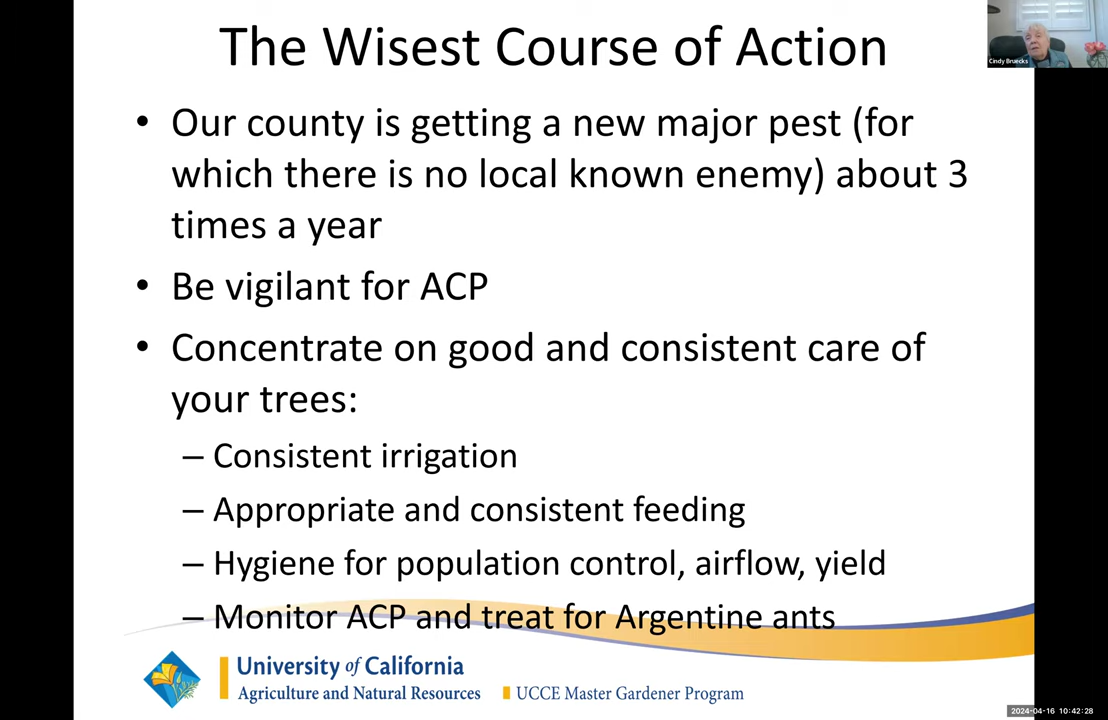 The Wisest Course of Action
Cindy Bruecks
• Our county is getting a new major pest (for
which there is no local known enemy) about 3
times a year
• Be vigilant for ACP
• Concentrate on good and consistent care of
your trees:
– Consistent irrigation
– Appropriate and consistent feeding
– Hygiene for population control, airflow, yield
– Monitor ACP and treat for Argentine ants
University of California
Agriculture and Natural Resources
UCCE Master Gardener Program
2024-04-16 10:42:28